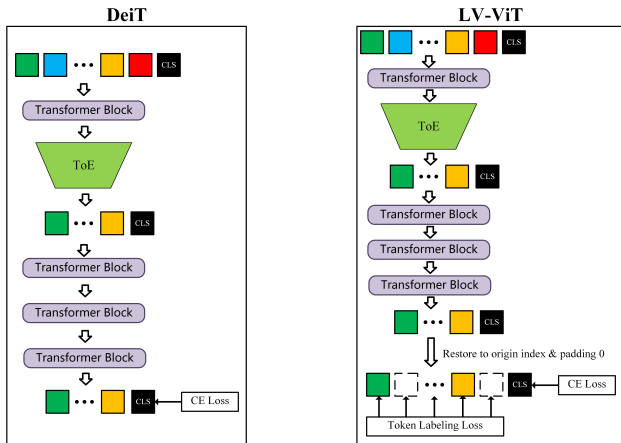 DeiT
CLS
Transformer Block
ToE
CLS
Transformer Block
Transformer Block
Transformer Block
CLS
CE Loss
LV-ViT
CLS
Transformer Block
ToE
CLS
Transformer Block
Transformer Block
Transformer Block
CLS
Restore to origin index & padding 0
CLS
CE Loss
Token Labeling Loss